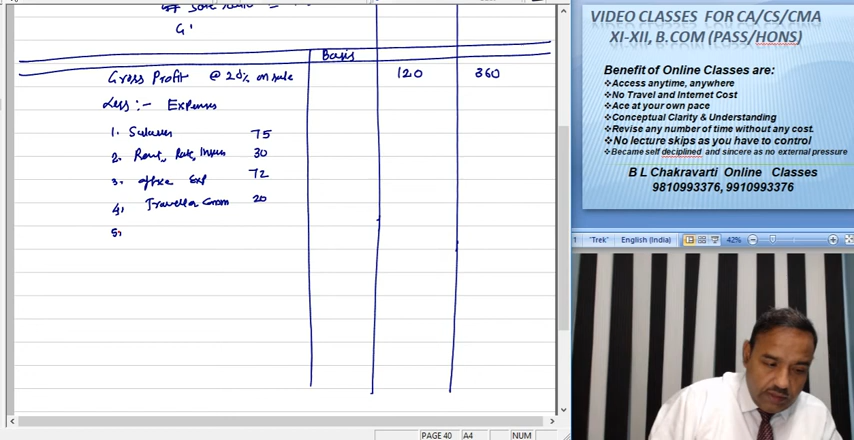 Basis
Gross Profit @ 20% on sale 120 360
Less :- Expenses
1. Salaries 75
2. Rent, Rate, Insur 30
3. office Exp 72
4, Travellers Comm 20
5,
VIDEO CLASSES FOR CA/CS/CMA
XI-XII, B.COM (PASS/HONS)
Benefit of Online Classes are:
➤Access anytime, anywhere
➤No Travel and Internet Cost
➤Ace at your own pace
➤Conceptual Clarity & Understanding
➤Revise any number of time without any cost.
➤No lecture skips as you have to control
➤Became self deciplined and sincere as no external pressure
B L Chakravarti Online Classes
9810993376, 9910993376
1 "Trek" English (India) 42%
PAGE 40 A4 NUM